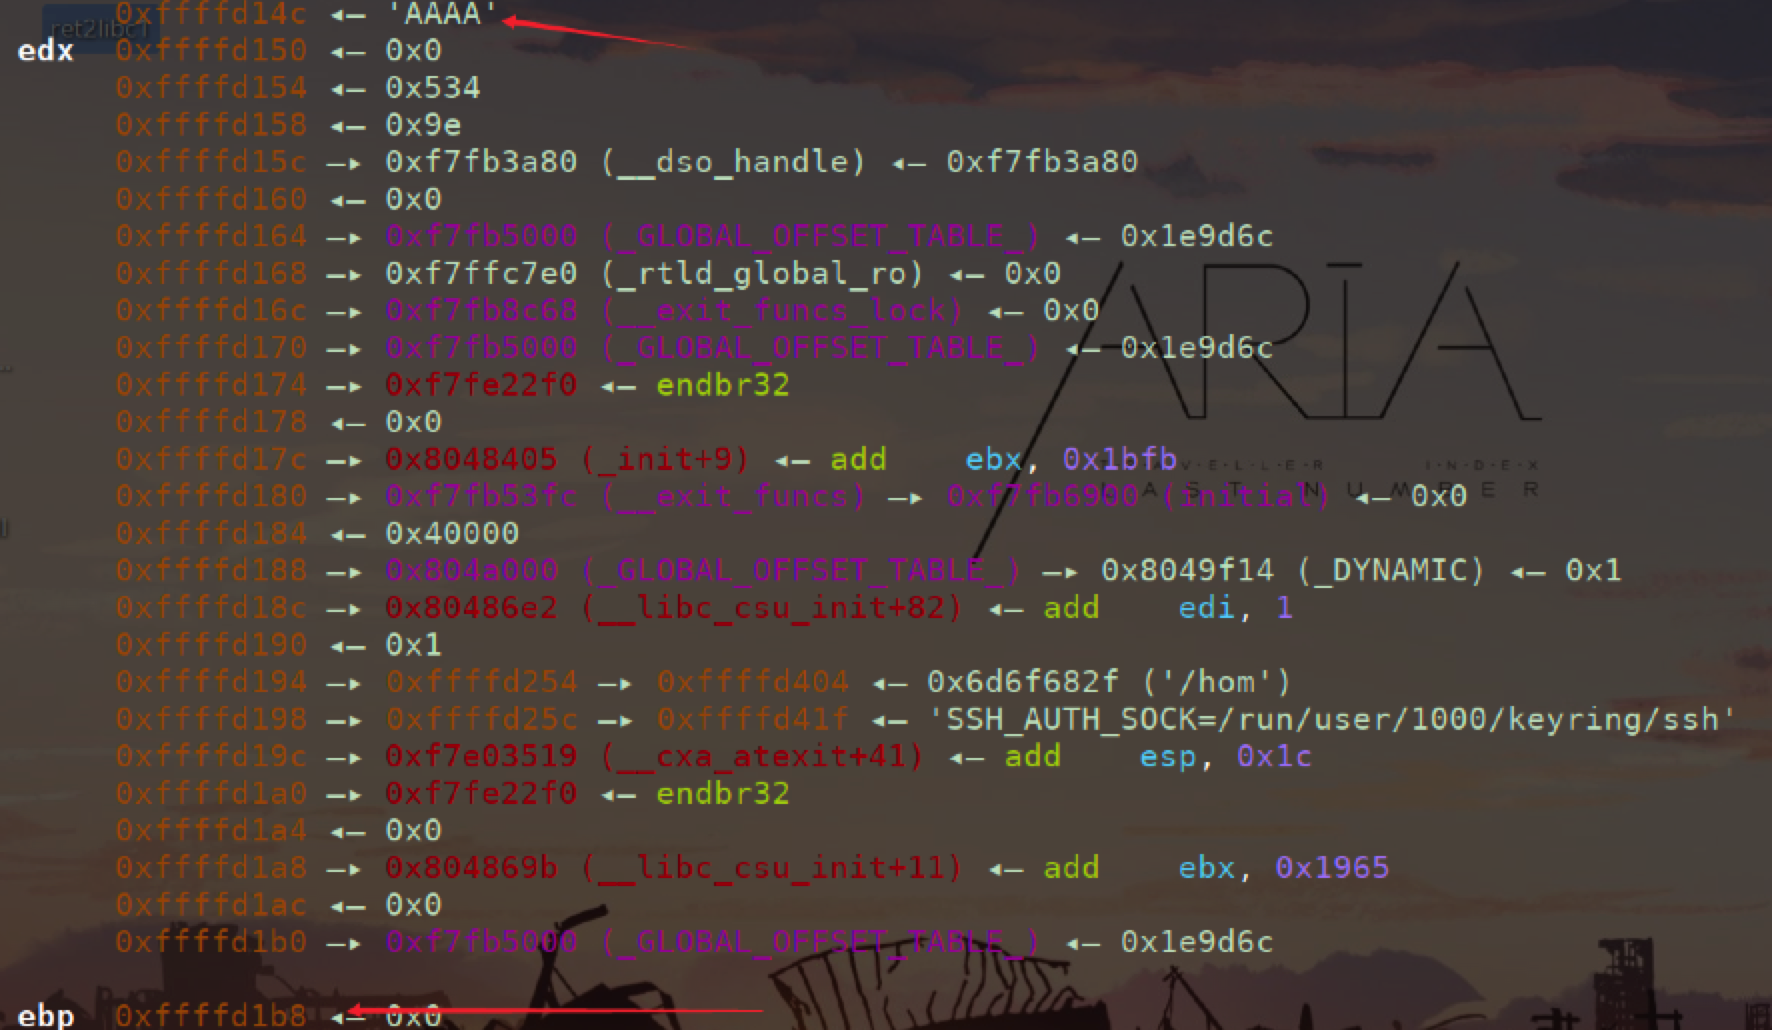 0xffffd14c ◂— 'AAAA'
ret2libc1
edx 0xffffd150 ◂— 0x0
0xffffd154 ◂— 0x534
0xffffd158 ◂— 0x9e
0xffffd15c —▸ 0xf7fb3a80 (__dso_handle) ◂— 0xf7fb3a80
0xffffd160 ◂— 0x0
0xffffd164 —▸ 0xf7fb5000 (_GLOBAL_OFFSET_TABLE_) ◂— 0x1e9d6c
0xffffd168 —▸ 0xf7ffc7e0 (_rtld_global_ro) ◂— 0x0
0xffffd16c —▸ 0xf7fb8c68 (__exit_funcs_lock) ◂— 0x0
0xffffd170 —▸ 0xf7fb5000 (_GLOBAL_OFFSET_TABLE_) ◂— 0x1e9d6c
ARIA
0xffffd174 —▸ 0xf7fe22f0 ◂— endbr32
0xffffd178 ◂— 0x0
0xffffd17c —▸ 0x8048405 (_init+9) ◂— add ebx, 0x1bfb
0xffffd180 —▸ 0xf7fb53fc (__exit_funcs) —▸ 0xf7fb6900 (initial) ◂— 0x0
0xffffd184 ◂— 0x40000
0xffffd188 —▸ 0x804a000 (_GLOBAL_OFFSET_TABLE_) —▸ 0x8049f14 (_DYNAMIC) ◂— 0x1
0xffffd18c —▸ 0x80486e2 (__libc_csu_init+82) ◂— add edi, 1
0xffffd190 ◂— 0x1
0xffffd194 —▸ 0xffffd254 —▸ 0xffffd404 ◂— 0x6d6f682f ('/hom')
0xffffd198 —▸ 0xffffd25c —▸ 0xffffd41f ◂— 'SSH_AUTH_SOCK=/run/user/1000/keyring/ssh'
0xffffd19c —▸ 0xf7e03519 (__cxa_atexit+41) ◂— add esp, 0x1c
0xffffd1a0 —▸ 0xf7fe22f0 ◂— endbr32
0xffffd1a4 ◂— 0x0
0xffffd1a8 —▸ 0x804869b (__libc_csu_init+11) ◂— add ebx, 0x1965
0xffffd1ac ◂— 0x0
0xffffd1b0 —▸ 0xf7fb5000 (_GLOBAL_OFFSET_TABLE_) ◂— 0x1e9d6c
ebp 0xffffd1b8 ◂— 0x0